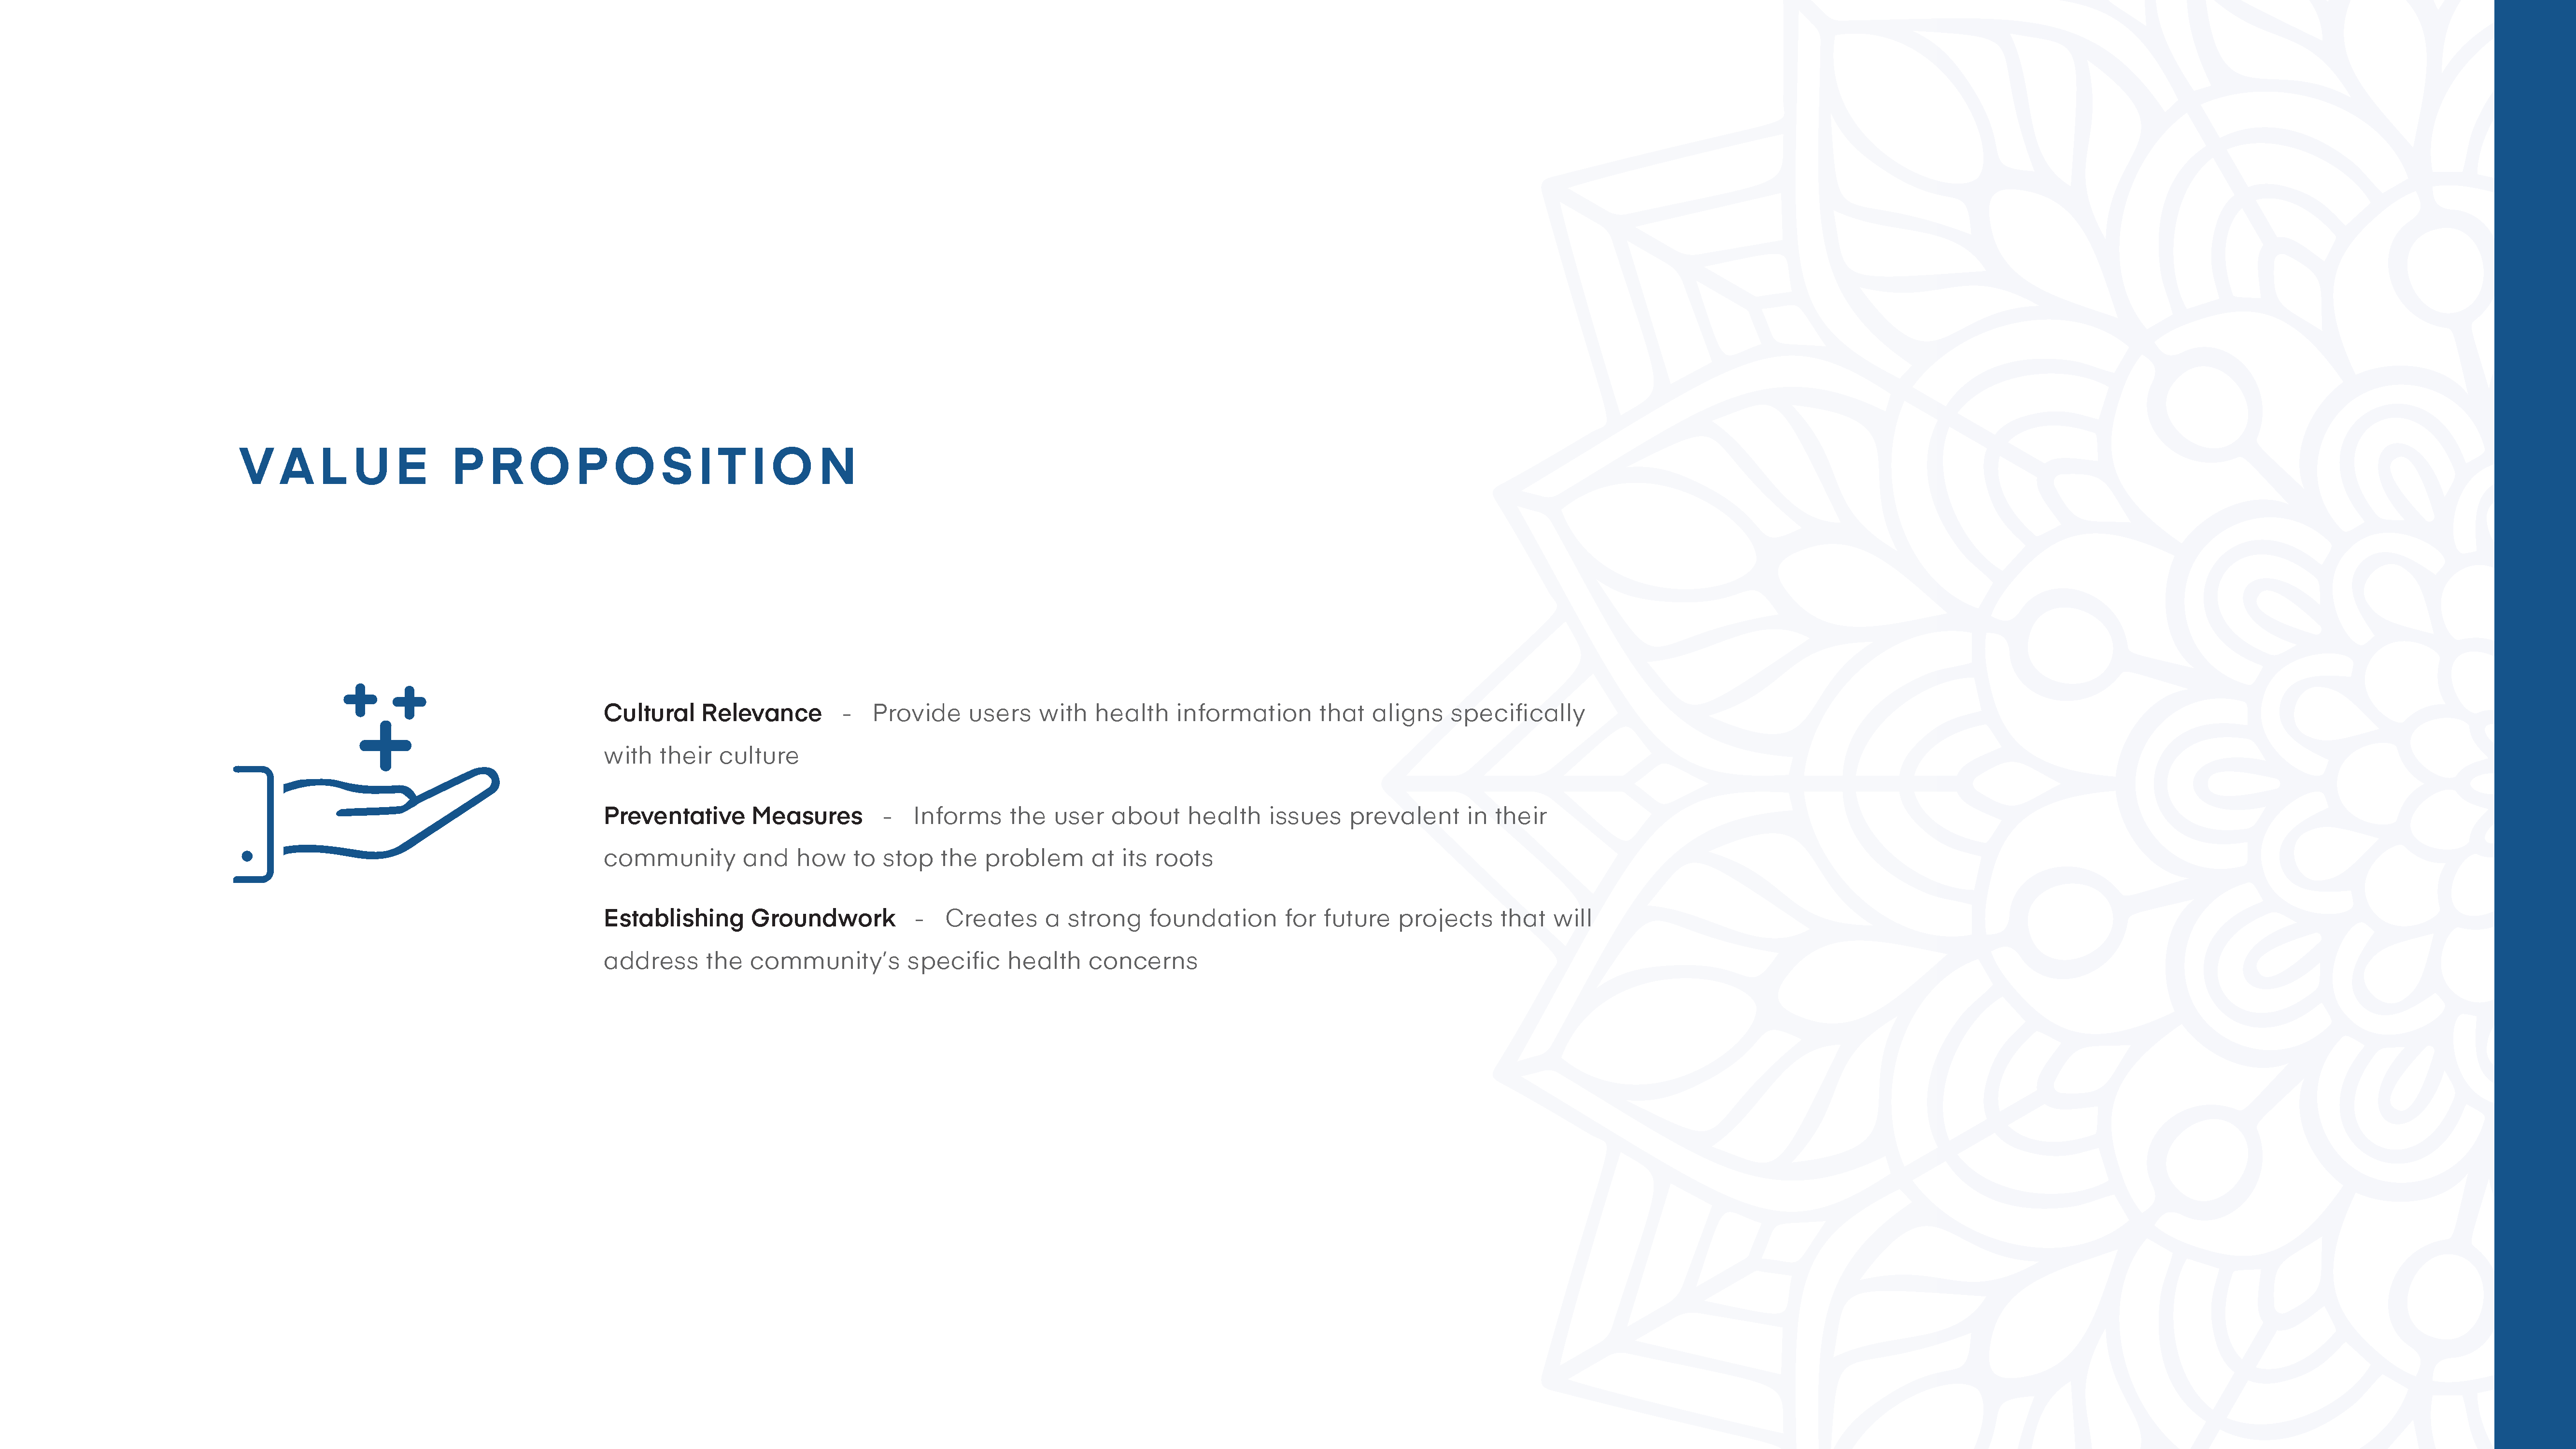 VALUE PROPOSITION
Cultural Relevance - Provide users with health information that aligns specifically
with their culture
Preventative Measures - Informs the user about health issues prevalent in their
community and how to stop the problem at its roots
Establishing Groundwork - Creates a strong foundation for future projects that will
address the community’s specific health concerns